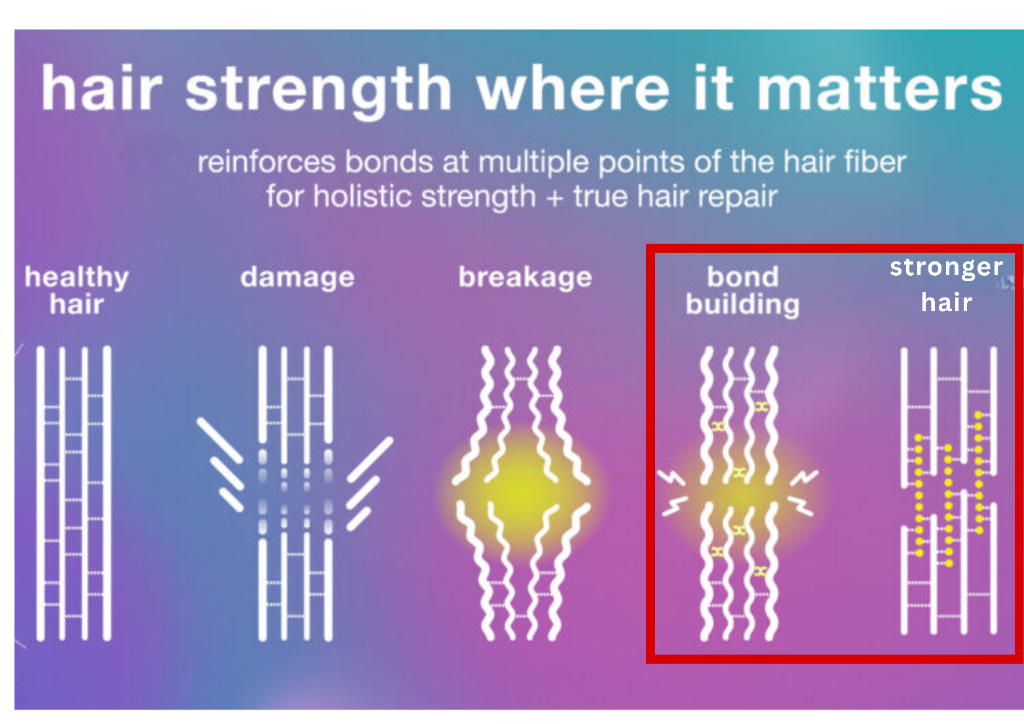 hair strength where it matters
reinforces bonds at multiple points of the hair fiber
for holistic strength + true hair repair
healthy
hair
damage
breakage
bond
building
stronger
hair